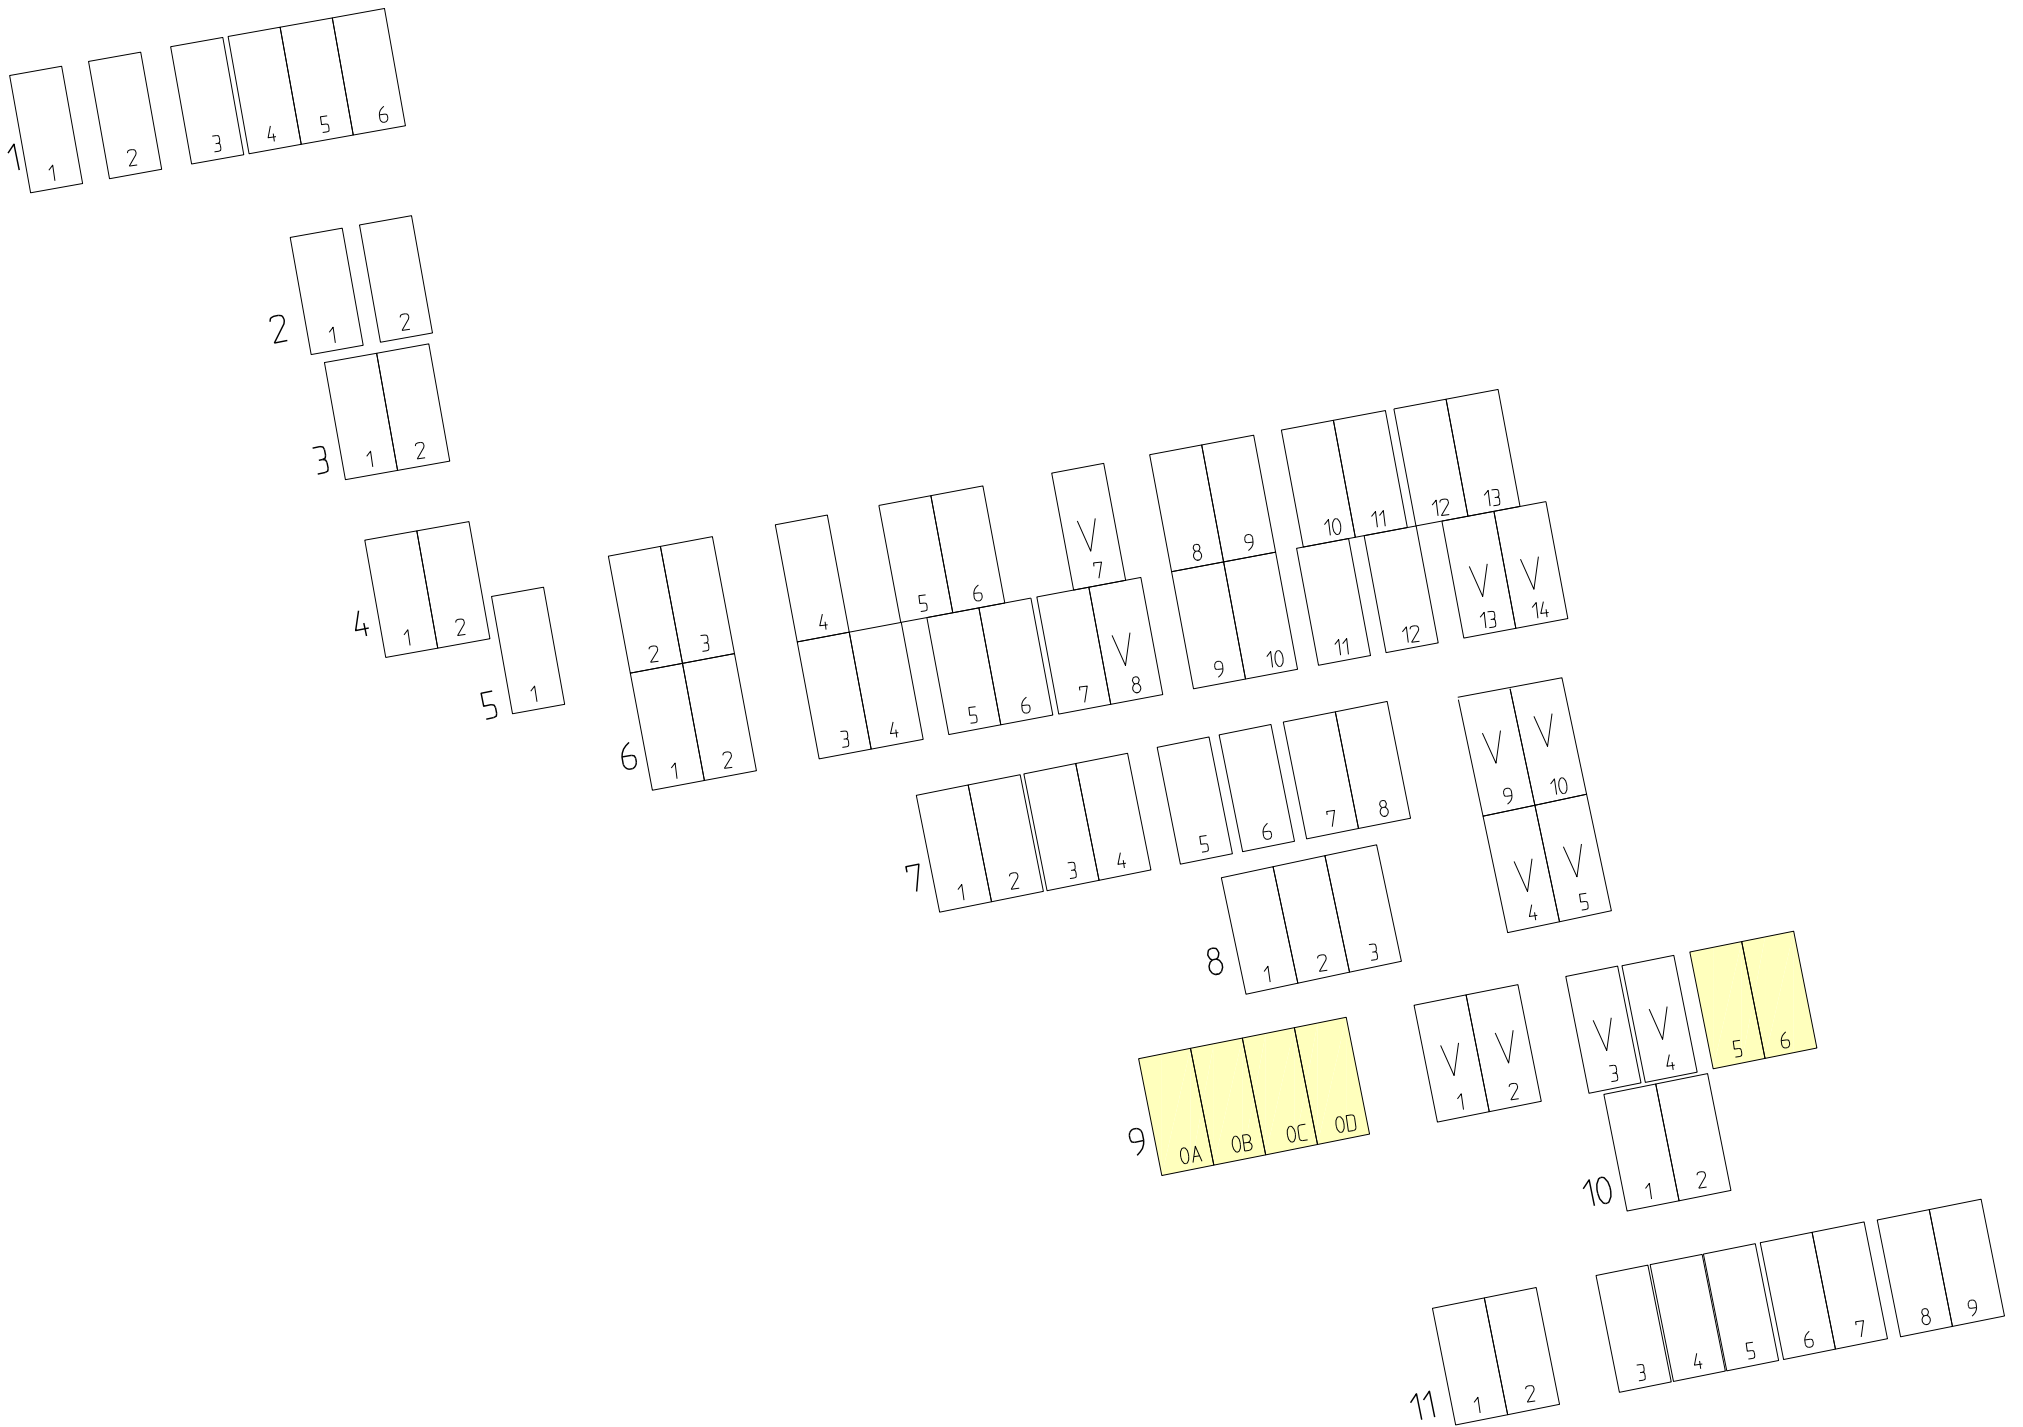 1 1 2 3 4 5 6
2 1 2
3 1 2
4 1 2
5 1
2 3 4 5 6 V 7 8 9 10 11 12 13
6 1 2 3 4 5 6 7 V 8 9 10 11 12 V 13 V 14
7 1 2 3 4 5 6 7 8 V 9 V 10
8 1 2 3 V 4 V 5
9 0A 0B 0C 0D V 1 V 2 V 3 V 4 5 6
10 1 2
11 1 2 3 4 5 6 7 8 9